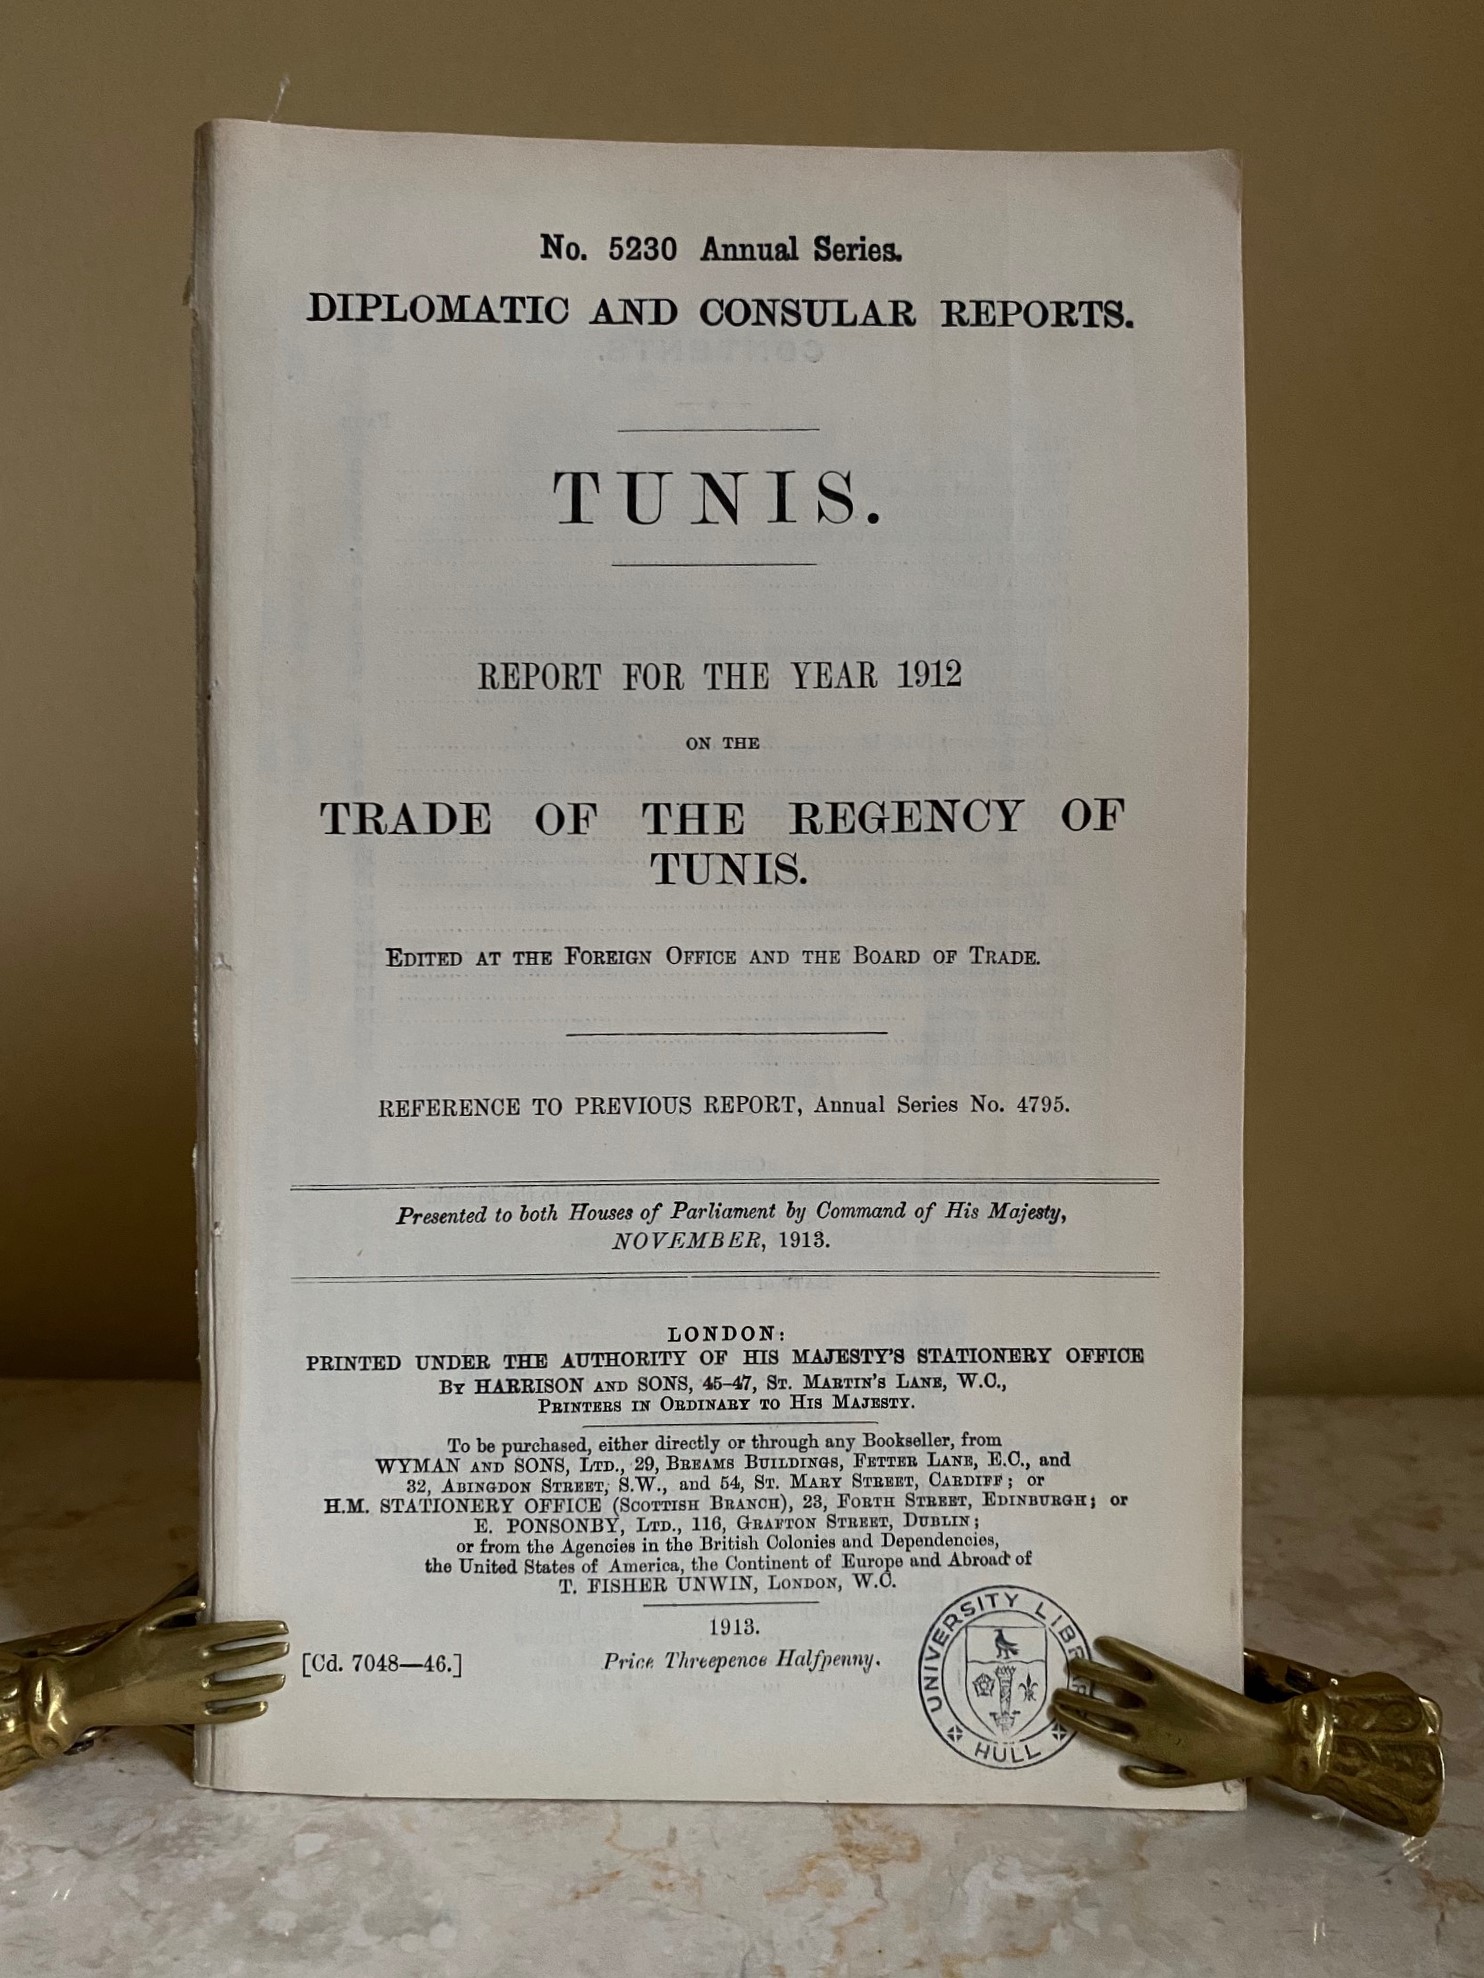 No. 5230 Annual Series.
DIPLOMATIC AND CONSULAR REPORTS.
TUNIS.
REPORT FOR THE YEAR 1912
ON THE
TRADE OF THE REGENCY OF
TUNIS.
EDITED AT THE FOREIGN OFFICE AND THE BOARD OF TRADE.
REFERENCE TO PREVIOUS REPORT, Annual Series No. 4795.
Presented to both Houses of Parliament by Command of His Majesty,
NOVEMBER, 1913.
LONDON:
PRINTED UNDER THE AUTHORITY OF HIS MAJESTY'S STATIONERY OFFICE
BY HARRISON AND SONS, 45–47, ST. MARTIN'S LANE, W.C.,
PRINTERS IN ORDINARY TO HIS MAJESTY.
To be purchased, either directly or through any Bookseller, from
WYMAN AND SONS, LTD., 29, BREAMS BUILDINGS, FETTER LANE, E.C., and
32, ABINGDON STREET, S.W., and 54, ST. MARY STREET, CARDIFF; or
H.M. STATIONERY OFFICE (SCOTTISH BRANCH), 23, FORTH STREET, EDINBURGH; or
E. PONSONBY, LTD., 116, GRAFTON STREET, DUBLIN;
or from the Agencies in the British Colonies and Dependencies,
the United States of America, the Continent of Europe and Abroad of
T. FISHER UNWIN, LONDON, W.C.
1913.
[Cd. 7048—46.] Price Threepence Halfpenny.
UNIVERSITY LIBRARY
HULL